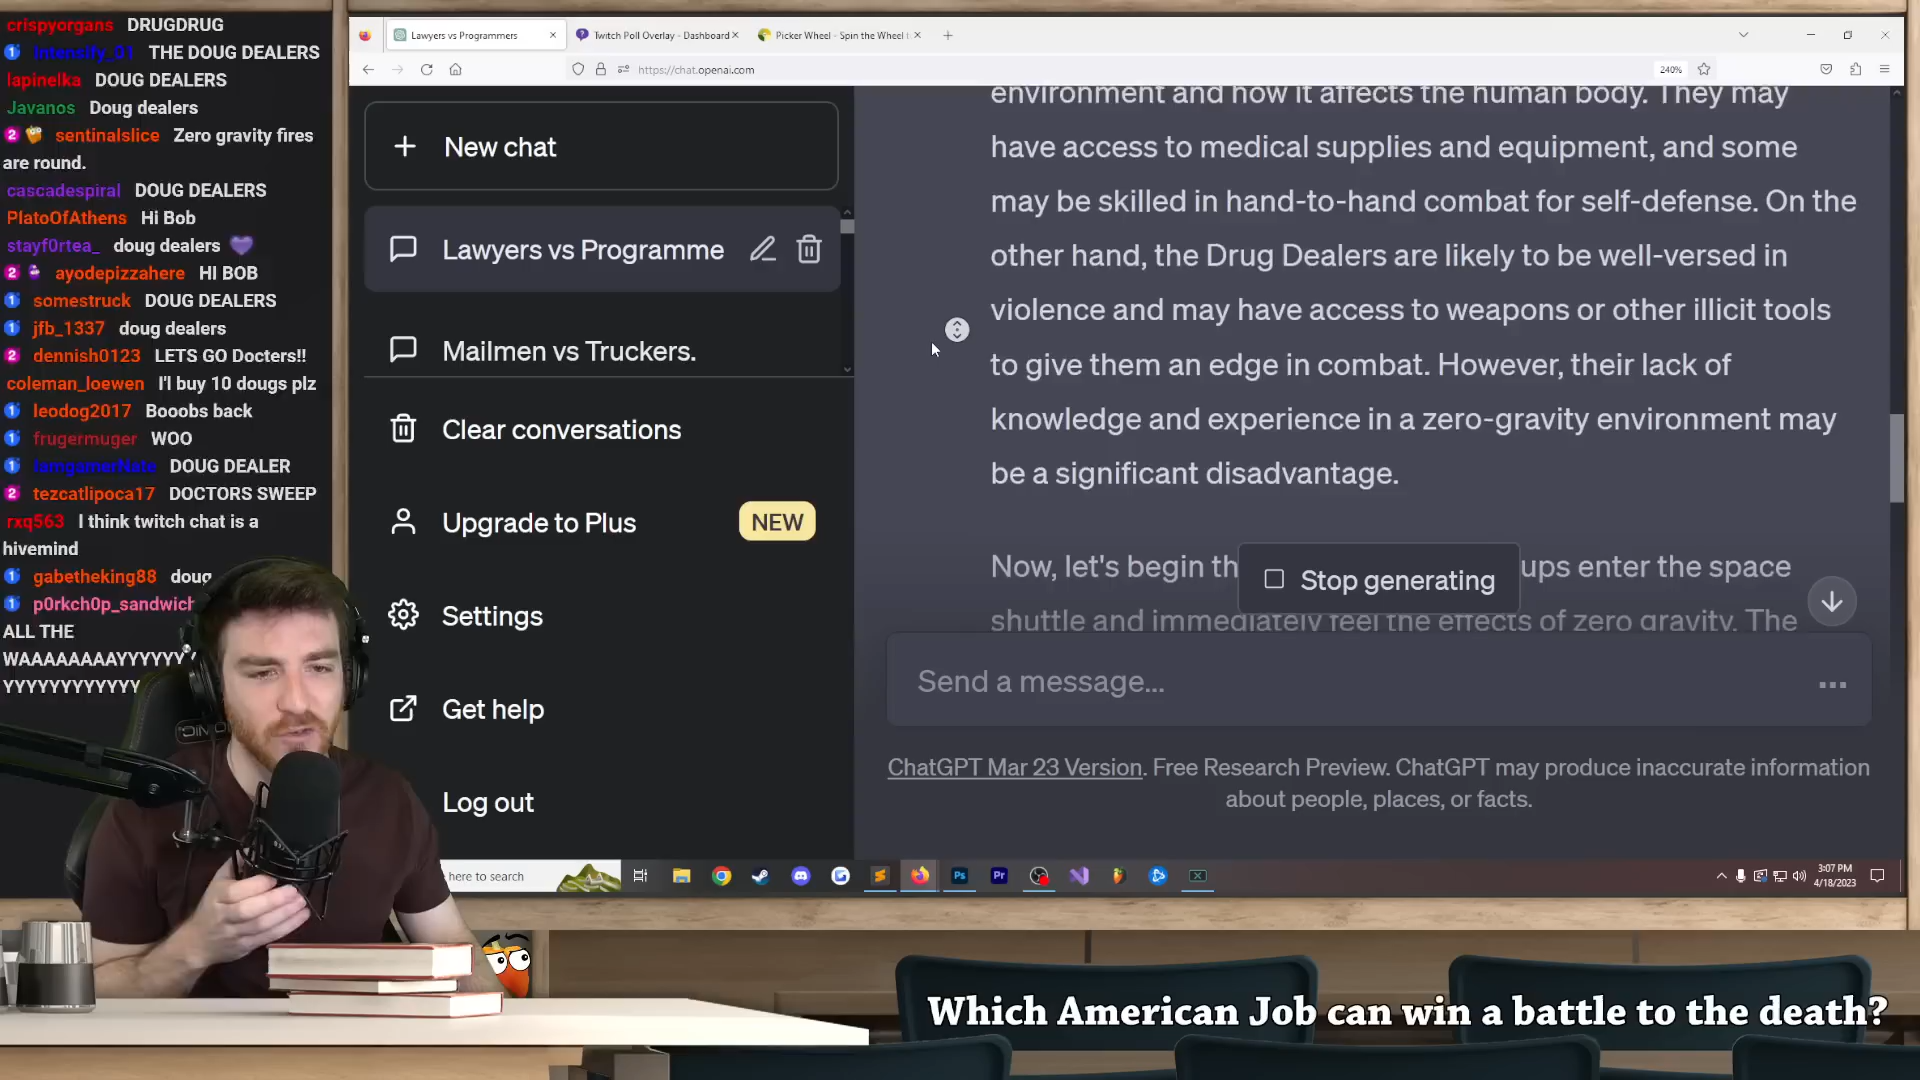 crispyorgans DRUGDRUG
Intensify_01 THE DOUG DEALERS
lapinelka DOUG DEALERS
Javanos Doug dealers
sentinalslice Zero gravity fires
are round.
cascadespiral DOUG DEALERS
PlatoOfAthens Hi Bob
stayf0rtea_ doug dealers
ayodepizzahere HI BOB
somestruck DOUG DEALERS
jfb_1337 doug dealers
dennish0123 LETS GO Docters!!
coleman_loewen I'l buy 10 dougs plz
leodog2017 Booobs back
frugermuger WOO
IamgamerNate DOUG DEALER
tezcatlipoca17 DOCTORS SWEEP
rxq563 I think twitch chat is a
hivemind
gabetheking88 doug
p0rkch0p_sandwich
ALL THE
WAAAAAAAYYYYYY
YYYYYYYYYYYYY
Lawyers vs Programmers
Twitch Poll Overlay - Dashboard
Picker Wheel - Spin the Wheel
https://chat.openai.com
240%
New chat
Lawyers vs Programme
Mailmen vs Truckers.
Clear conversations
Upgrade to Plus NEW
Settings
Get help
Log out
environment and how it affects the human body. They may
have access to medical supplies and equipment, and some
may be skilled in hand-to-hand combat for self-defense. On the
other hand, the Drug Dealers are likely to be well-versed in
violence and may have access to weapons or other illicit tools
to give them an edge in combat. However, their lack of
knowledge and experience in a zero-gravity environment may
be a significant disadvantage.
Now, let's begin th
ups enter the space
Stop generating
shuttle and immediately feel the effects of zero gravity. The
Send a message...
ChatGPT Mar 23 Version. Free Research Preview. ChatGPT may produce inaccurate information
about people, places, or facts.
here to search
3:07 PM
4/18/2023
Which American Job can win a battle to the death?